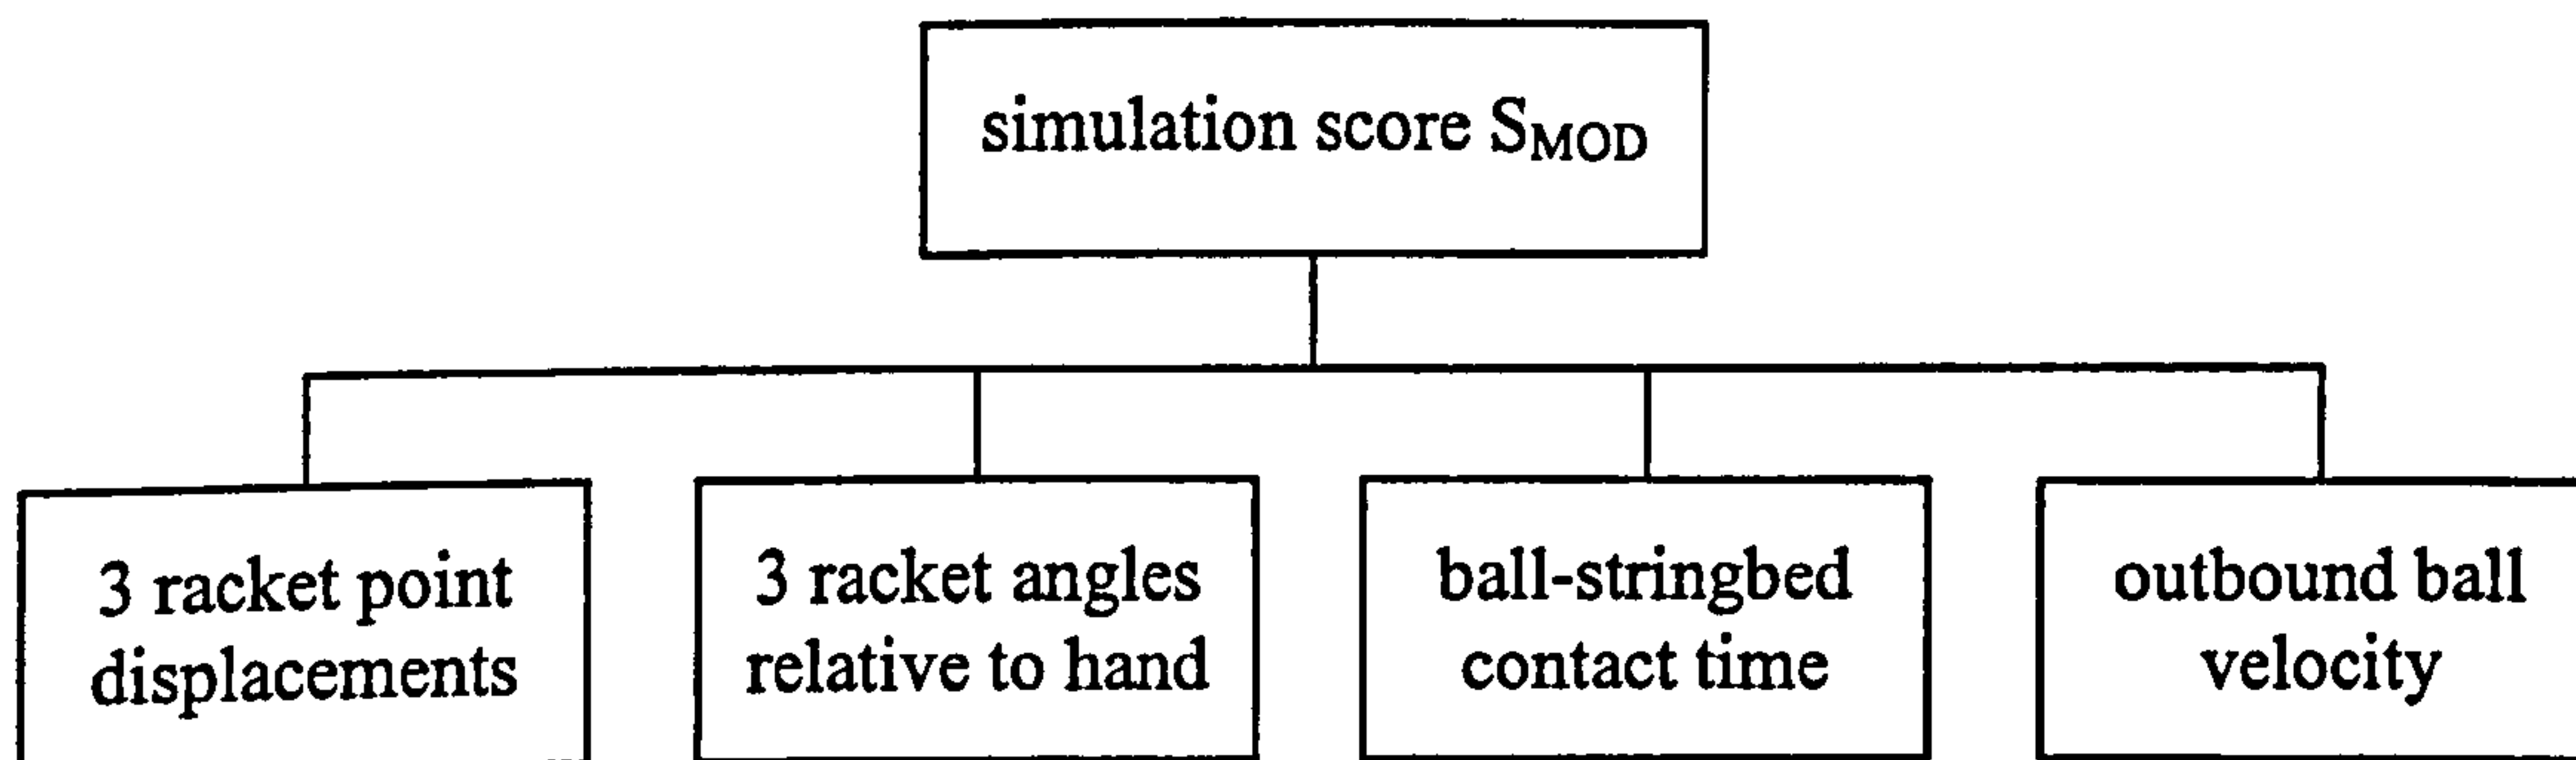 simulation score SMOD
3 racket point
displacements
3 racket angles
relative to hand
ball-stringbed
contact time
outbound ball
velocity